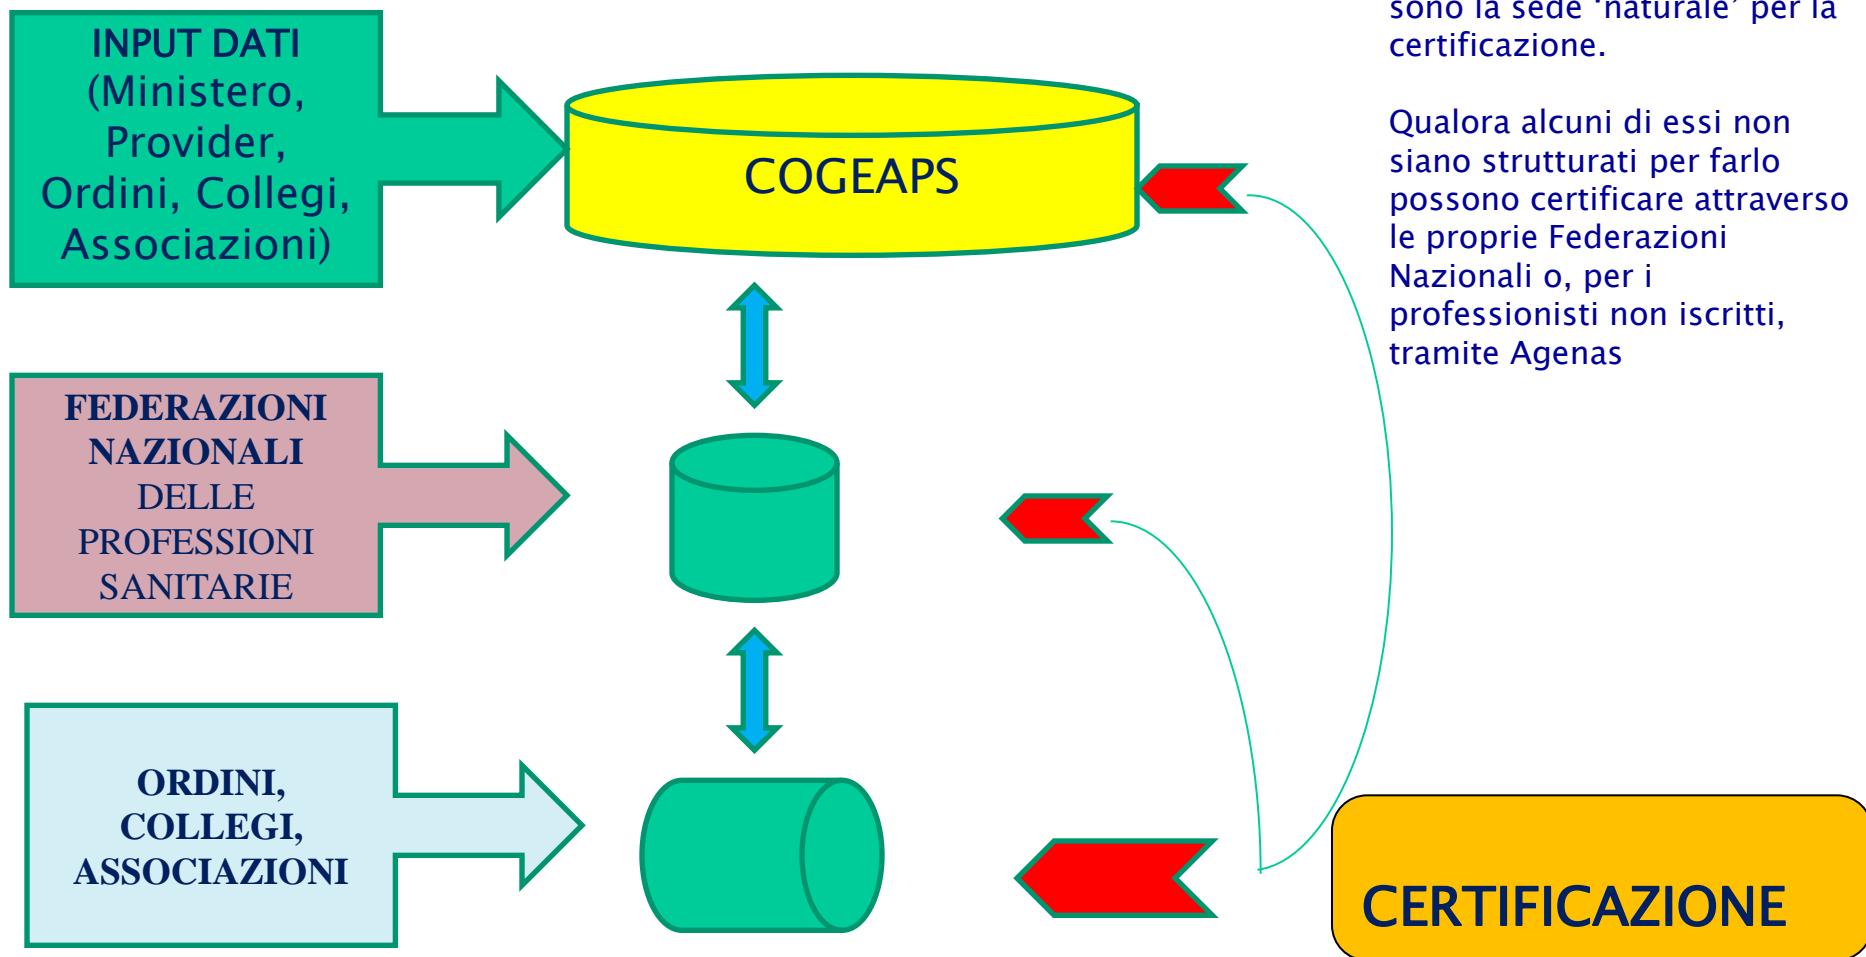 INPUT DATI
(Ministero,
Provider,
Ordini, Collegi,
Associazioni)
COGEAPS
sono la sede ‘naturale’ per la
certificazione.
Qualora alcuni di essi non
siano strutturati per farlo
possono certificare attraverso
le proprie Federazioni
Nazionali o, per i
professionisti non iscritti,
tramite Agenas
FEDERAZIONI
NAZIONALI
DELLE
PROFESSIONI
SANITARIE
ORDINI,
COLLEGI,
ASSOCIAZIONI
CERTIFICAZIONE